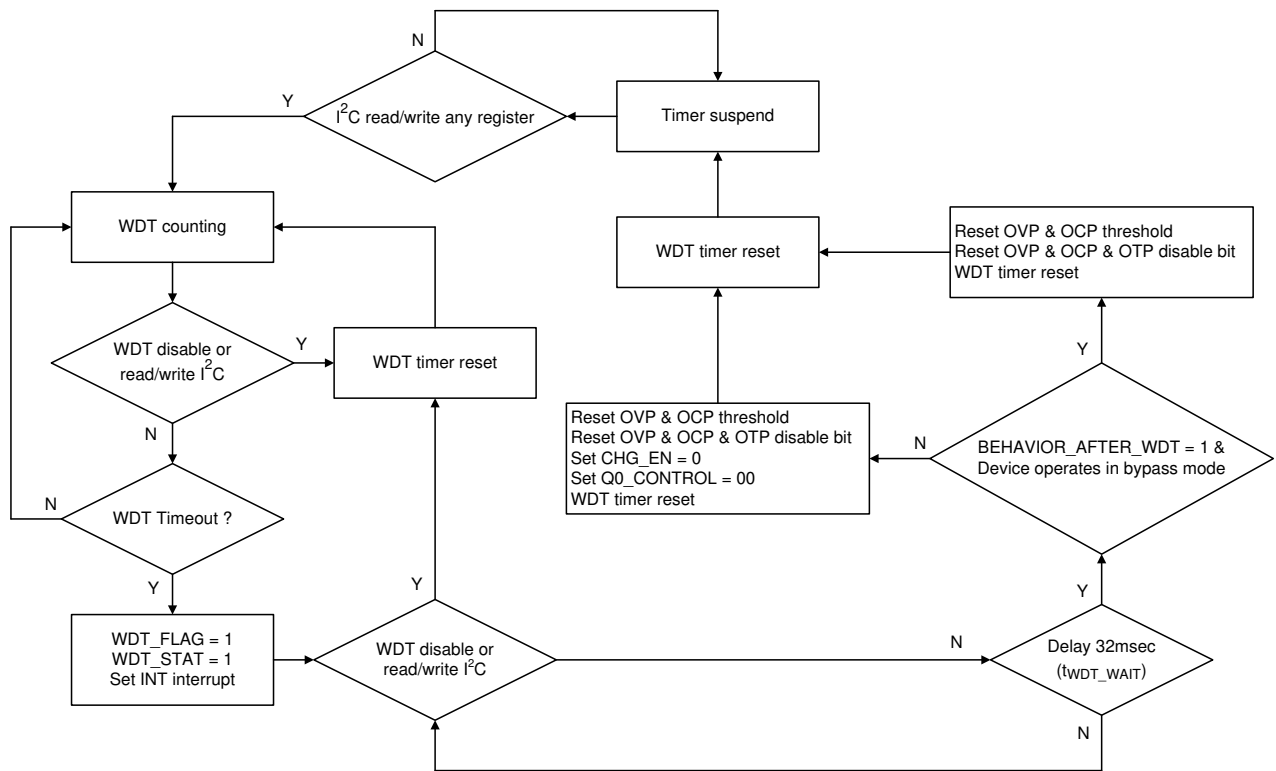 N
Y
I²C read/write any register
Timer suspend
WDT counting
WDT timer reset
Reset OVP & OCP threshold
Reset OVP & OCP & OTP disable bit
WDT timer reset
WDT disable or
read/write I²C
Y
WDT timer reset
Y
N
Reset OVP & OCP threshold
Reset OVP & OCP & OTP disable bit
Set CHG_EN = 0
Set Q0_CONTROL = 00
WDT timer reset
N
BEHAVIOR_AFTER_WDT = 1 &
Device operates in bypass mode
N
WDT Timeout ?
Y
Y
Y
WDT_FLAG = 1
WDT_STAT = 1
Set INT interrupt
WDT disable or
read/write I²C
N
Delay 32msec
(tWDT_WAIT)
N